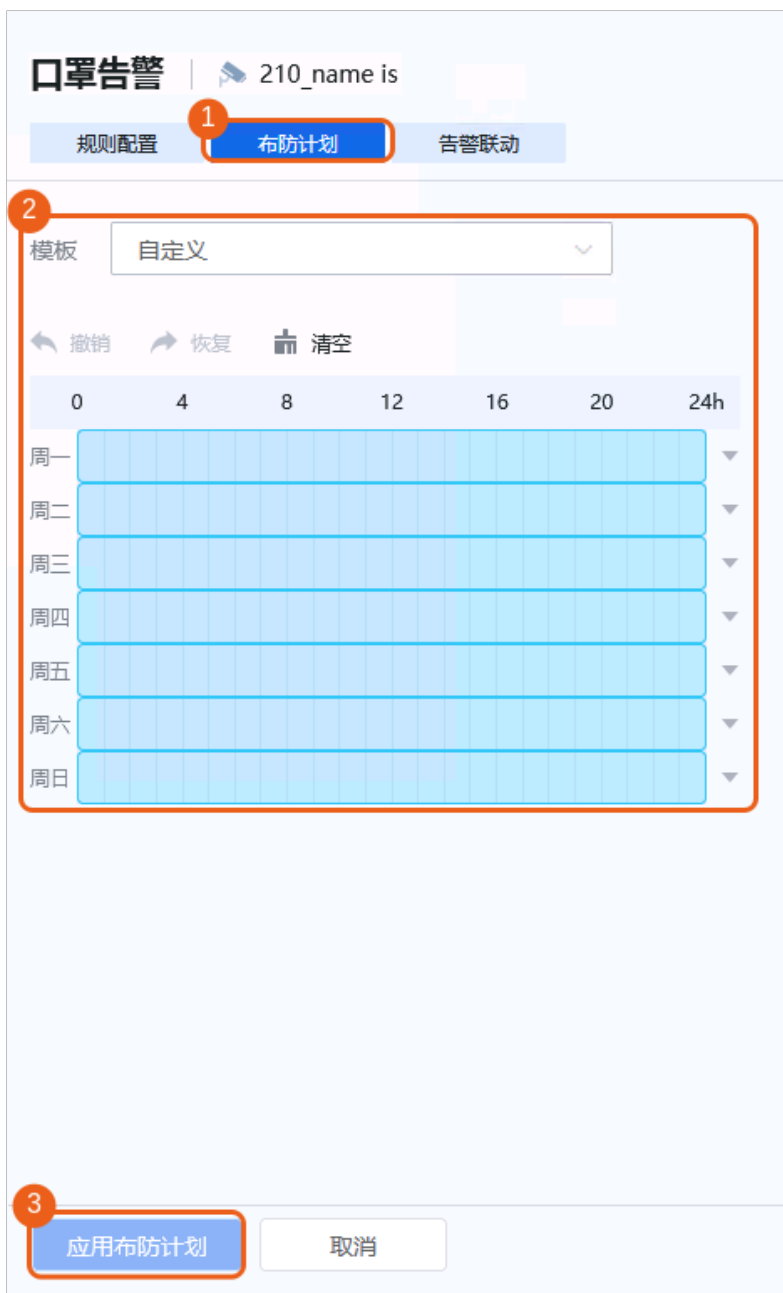 口罩告警 210_name is
1
规则配置 布防计划 告警联动
2
模板 自定义
撤销 恢复 清空
0 4 8 12 16 20 24h
周一
周二
周三
周四
周五
周六
周日
3
应用布防计划 取消